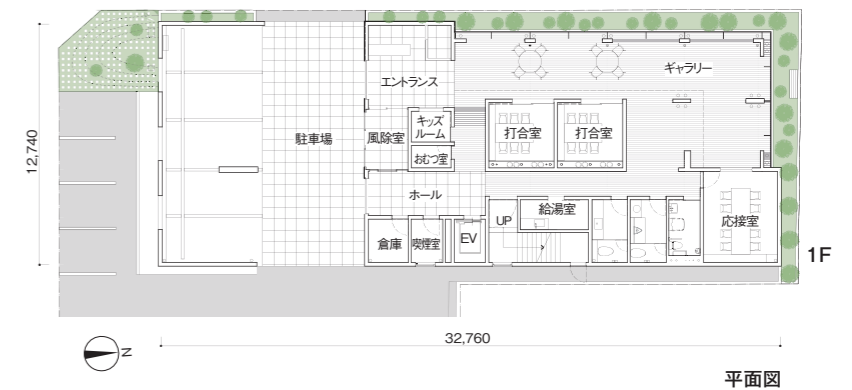 12,740
エントランス
ギャラリー
駐車場
風除室
キッズ
ルーム
おむつ室
打合室
打合室
ホール
倉庫
喫煙室
EV
UP
給湯室
応接室
1F
N
32,760
平面図